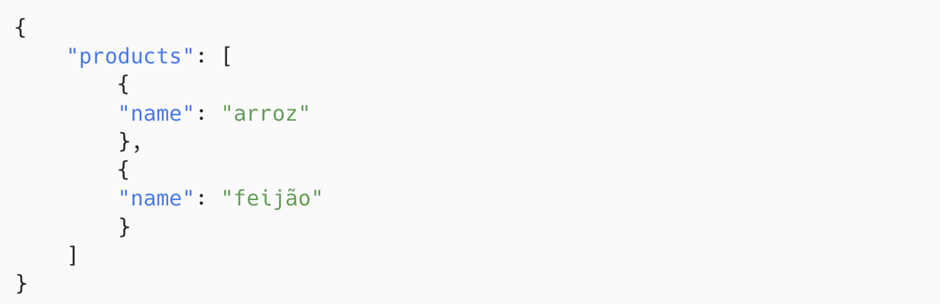 {
    "products": [
        {
        "name": "arroz"
        },
        {
        "name": "feijão"
        }
    ]
}